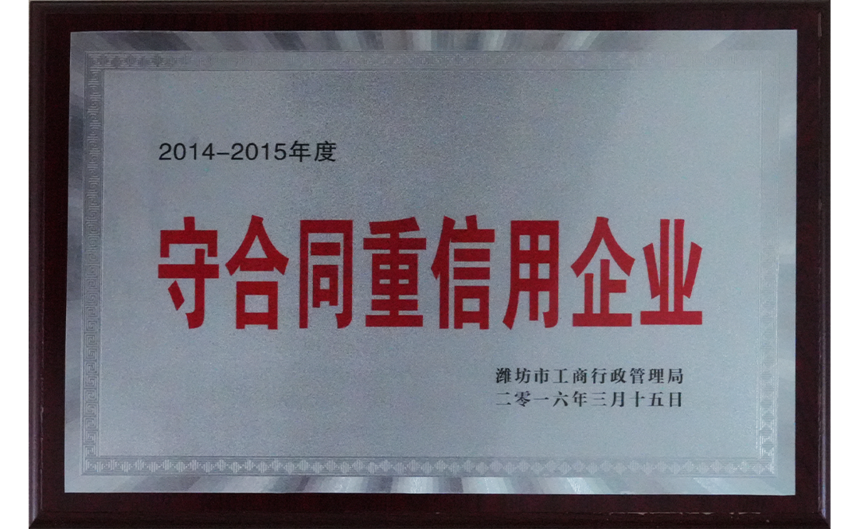 2014-2015年度
守合同重信用企业
潍坊市工商行政管理局
二零一六年三月十五日